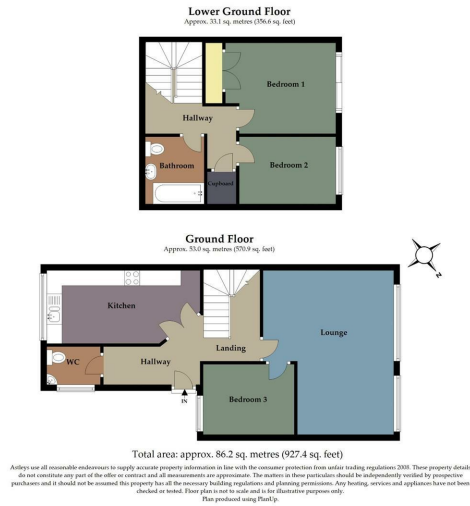 Lower Ground Floor
Approx. 33.1 sq. metres (356.6 sq. feet)
Bedroom 1
Hallway
Bathroom
Bedroom 2
Cupboard
Ground Floor
Approx. 53.0 sq. metres (570.9 sq. feet)
N
Kitchen
Lounge
Landing
WC
Hallway
Bedroom 3
IN
Total area: approx. 86.2 sq. metres (927.4 sq. feet)
Astleys use all reasonable endeavours to supply accurate property information in line with the consumer protection from unfair trading regulations 2008. These property details
do not constitute any part of the offer or contract and all measurements are approximate. The matters in these particulars should be independently verified by prospective
purchasers and it should not be assumed this property has all the necessary building regulations and planning permissions. Any heating, services and appliances have not been
checked or tested. Floor plan is not to scale and is for illustrative purposes only.
Plan produced using PlanUp.